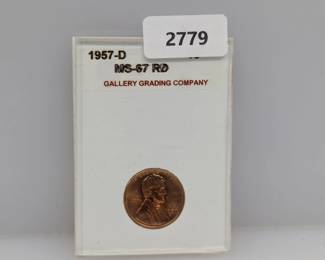 2779
1957-D
MS-67 RD
GALLERY GRADING COMPANY